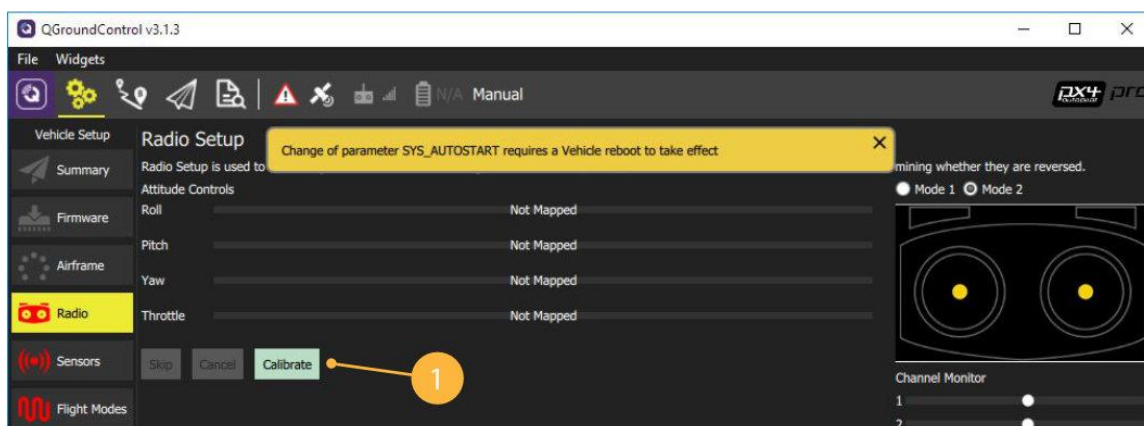 QGroundControl v3.1.3
File Widgets
N/A Manual
px4 pro
autopilot
Vehicle Setup
Summary
Firmware
Airframe
Radio
Sensors
Flight Modes
Radio Setup
Change of parameter SYS_AUTOSTART requires a Vehicle reboot to take effect
Radio Setup is used to
mining whether they are reversed.
Attitude Controls
Mode 1 Mode 2
Roll Not Mapped
Pitch Not Mapped
Yaw Not Mapped
Throttle Not Mapped
Skip Cancel Calibrate
1
Channel Monitor
1
2